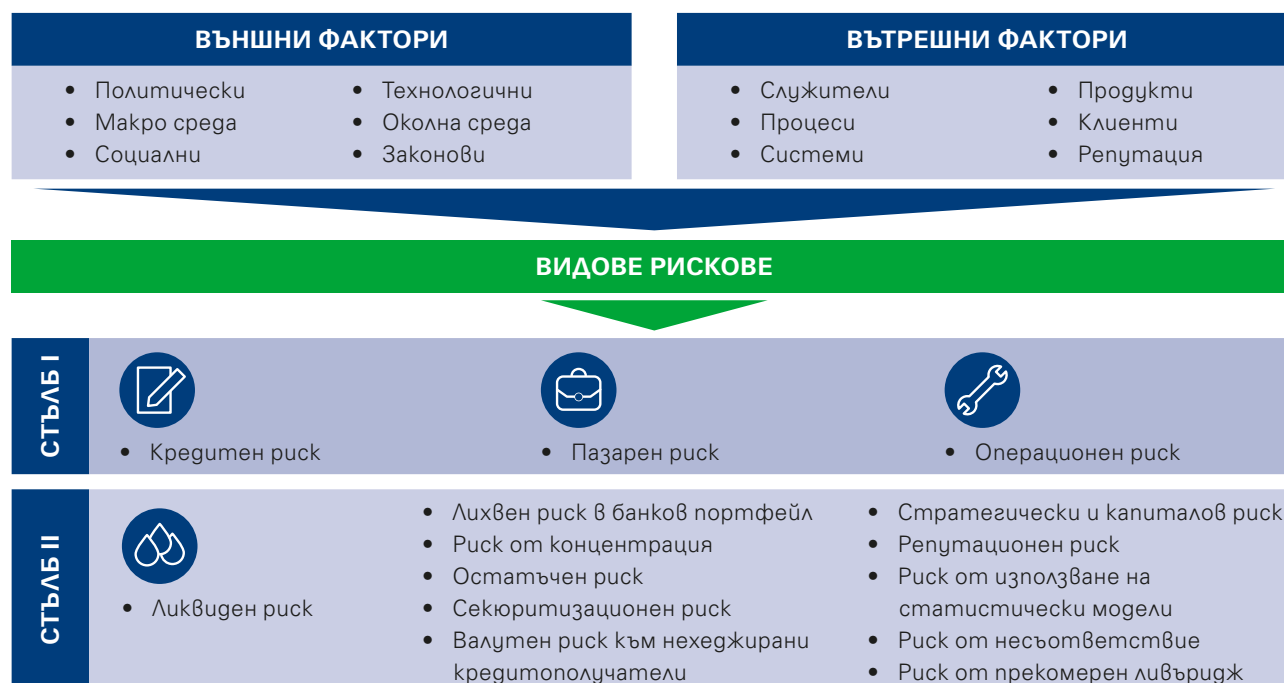 ВЪНШНИ ФАКТОРИ
• Политически
• Макро среда
• Социални
• Технологични
• Околна среда
• Законови
ВЪТРЕШНИ ФАКТОРИ
• Служители
• Процеси
• Системи
• Продукти
• Клиенти
• Репутация
ВИДОВЕ РИСКОВЕ
СТЪЛБ I
• Кредитен риск
• Пазарен риск
• Операционен риск
СТЪЛБ II
• Ликвиден риск
• Лихвен риск в банков портфейл
• Риск от концентрация
• Остатъчен риск
• Секюритизационен риск
• Валутен риск към нехеджирани
кредитополучатели
• Стратегически и капиталов риск
• Репутационен риск
• Риск от използване на
статистически модели
• Риск от несъответствие
• Риск от прекомерен ливъридж